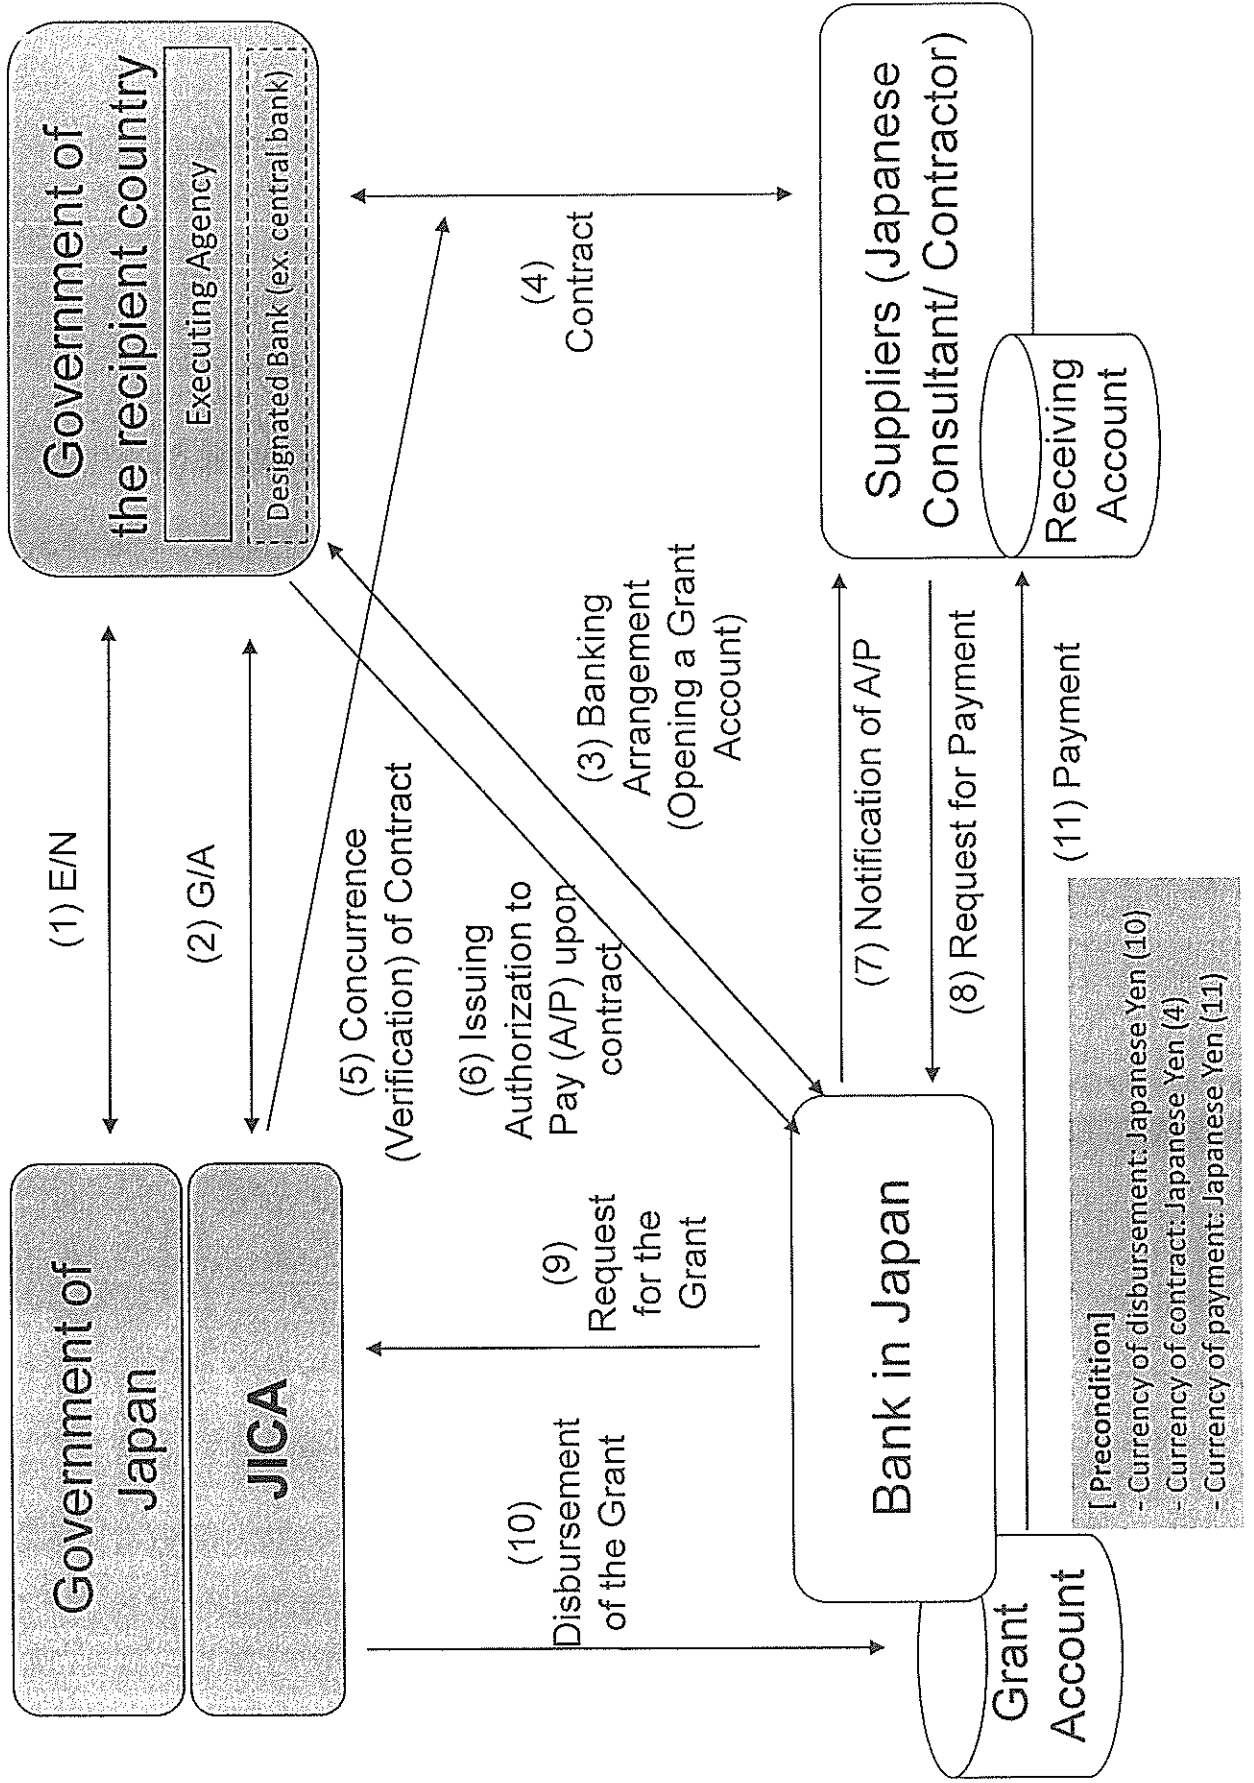 Government of
Japan
JICA
(1) E/N
(2) G/A
Government of
the recipient country
Executing Agency
Designated Bank (ex. central bank)
(5) Concurrence
(Verification) of Contract
(6) Issuing
Authorization to
Pay (A/P) upon
contract
(3) Banking
Arrangement
(Opening a Grant
Account)
(4)
Contract
(9)
Request
for the
Grant
(10)
Disbursement
of the Grant
Bank in Japan
Grant
Account
(7) Notification of A/P
(8) Request for Payment
(11) Payment
Suppliers (Japanese
Consultant/ Contractor)
Receiving
Account
[ Precondition]
- Currency of disbursement: Japanese Yen (10)
- Currency of contract: Japanese Yen (4)
- Currency of payment: Japanese Yen (11)